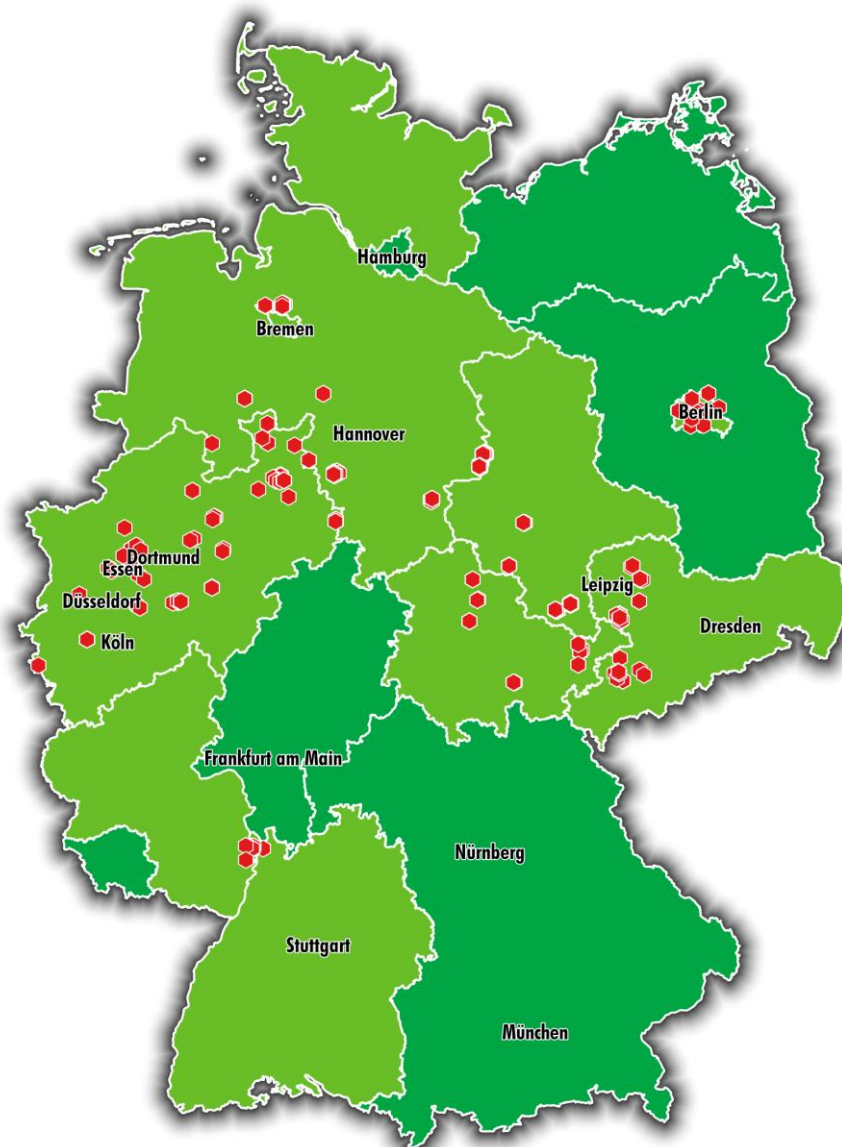 Hamburg
Bremen
Berlin
Hannover
Dortmund
Essen
Düsseldorf
Leipzig
Dresden
Köln
Frankfurt am Main
Nürnberg
Stuttgart
München